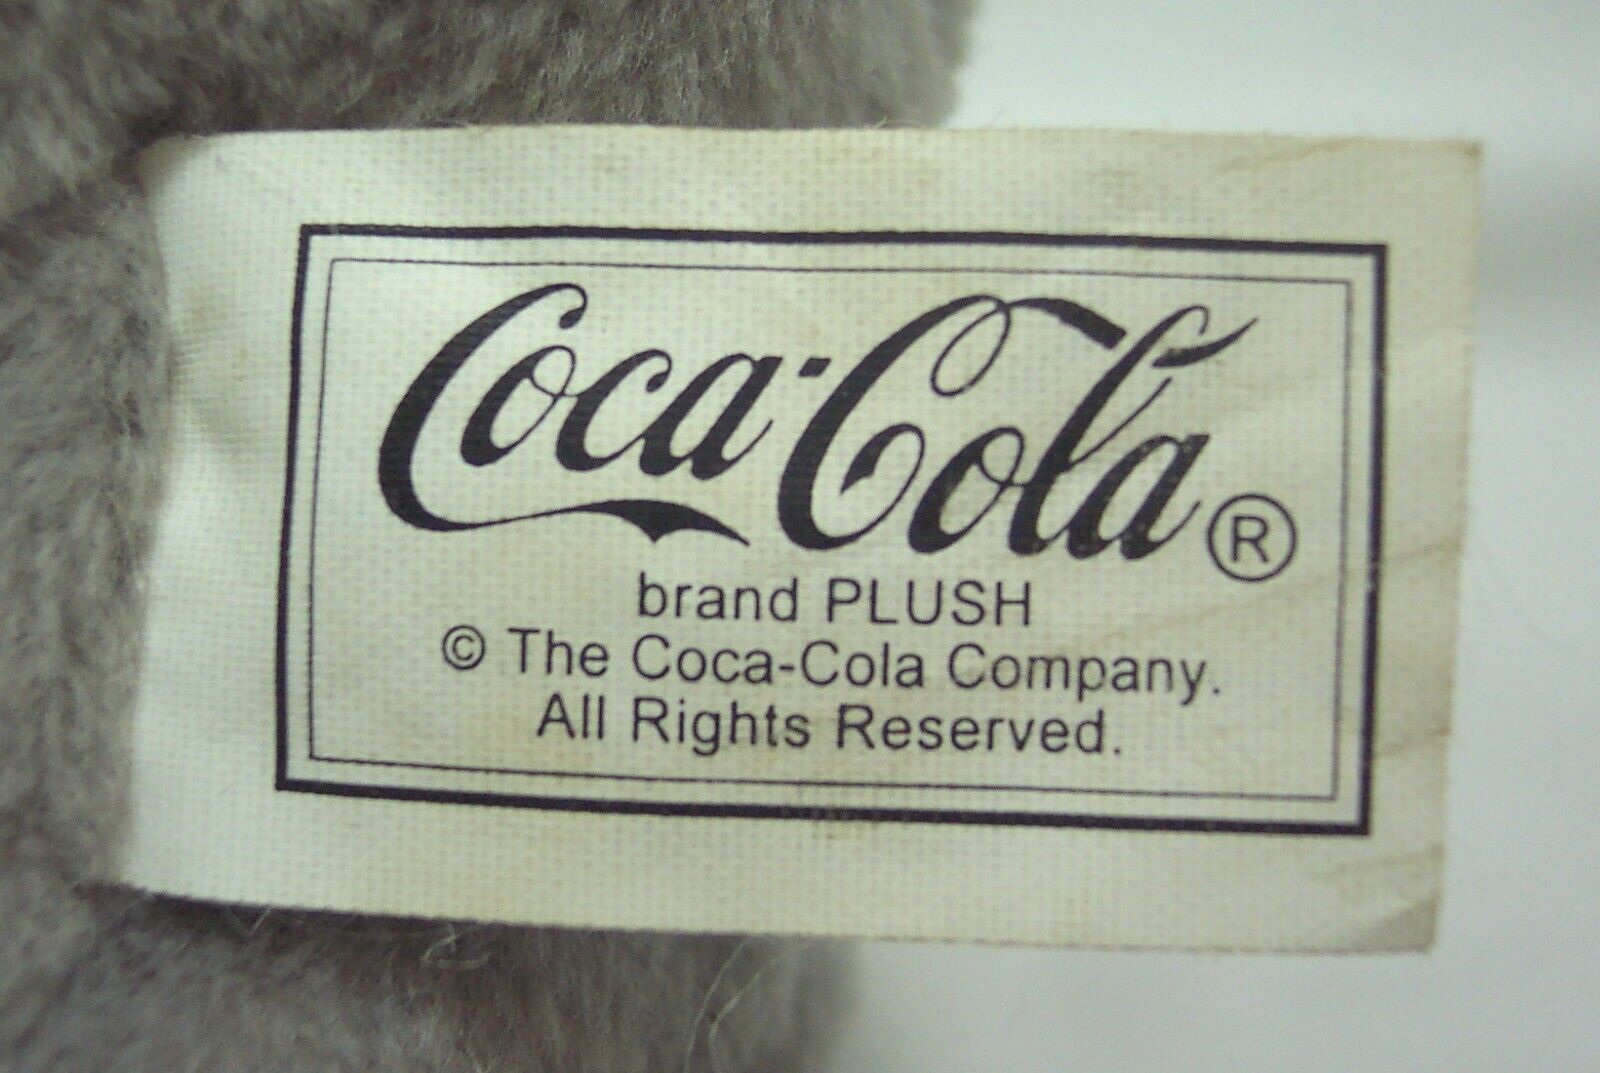 Coca-Cola®
brand PLUSH
© The Coca-Cola Company.
All Rights Reserved.